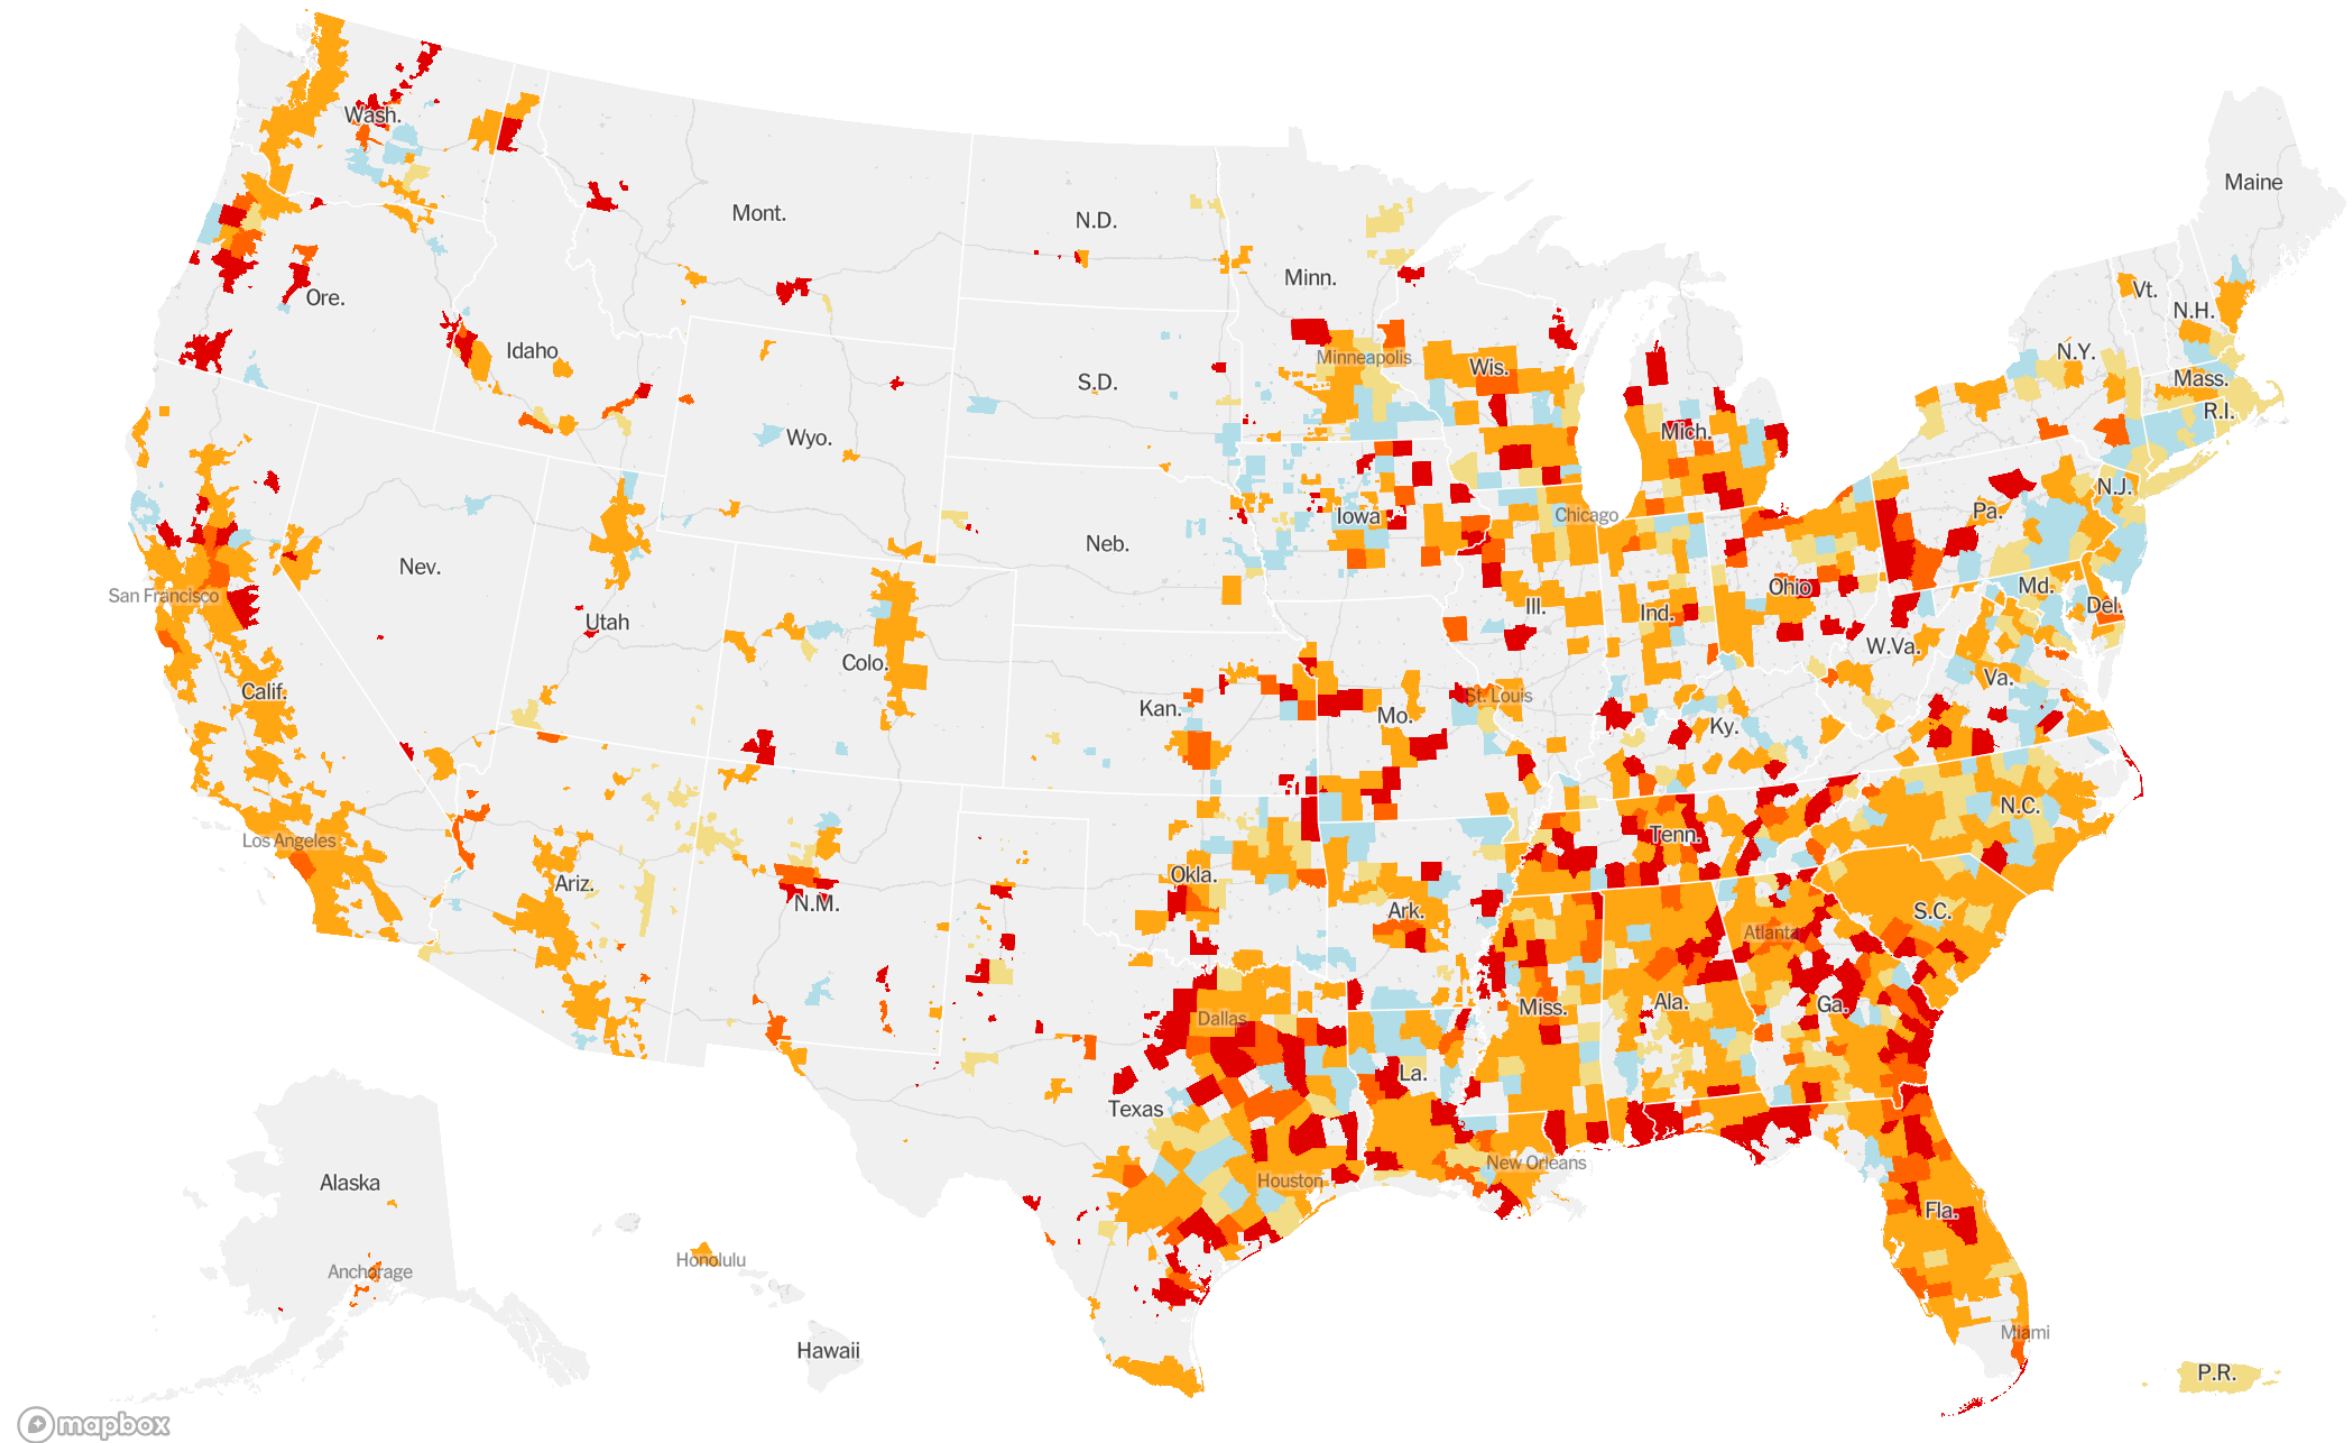 Wash.
Maine
Mont.
N.D.
Minn.
Vt.
N.H.
Ore.
Minneapolis
N.Y.
Idaho
Wis.
Mass.
S.D.
R.I.
Wyo.
Mich.
N.J.
Iowa
Chicago
Pa.
Neb.
Nev.
San Francisco
Ohio
Md.
Utah
Ill.
Ind.
Del.
Colo.
W.Va.
Calif.
St. Louis
Va.
Kan.
Mo.
Ky.
N.C.
Los Angeles
Tenn.
Ariz.
Okla.
N.M.
Ark.
S.C.
Atlanta
Dallas
Miss.
Ala.
Ga.
La.
Texas
New Orleans
Alaska
Houston
Fla.
Honolulu
Anchorage
Miami
Hawaii
P.R.
mapbox